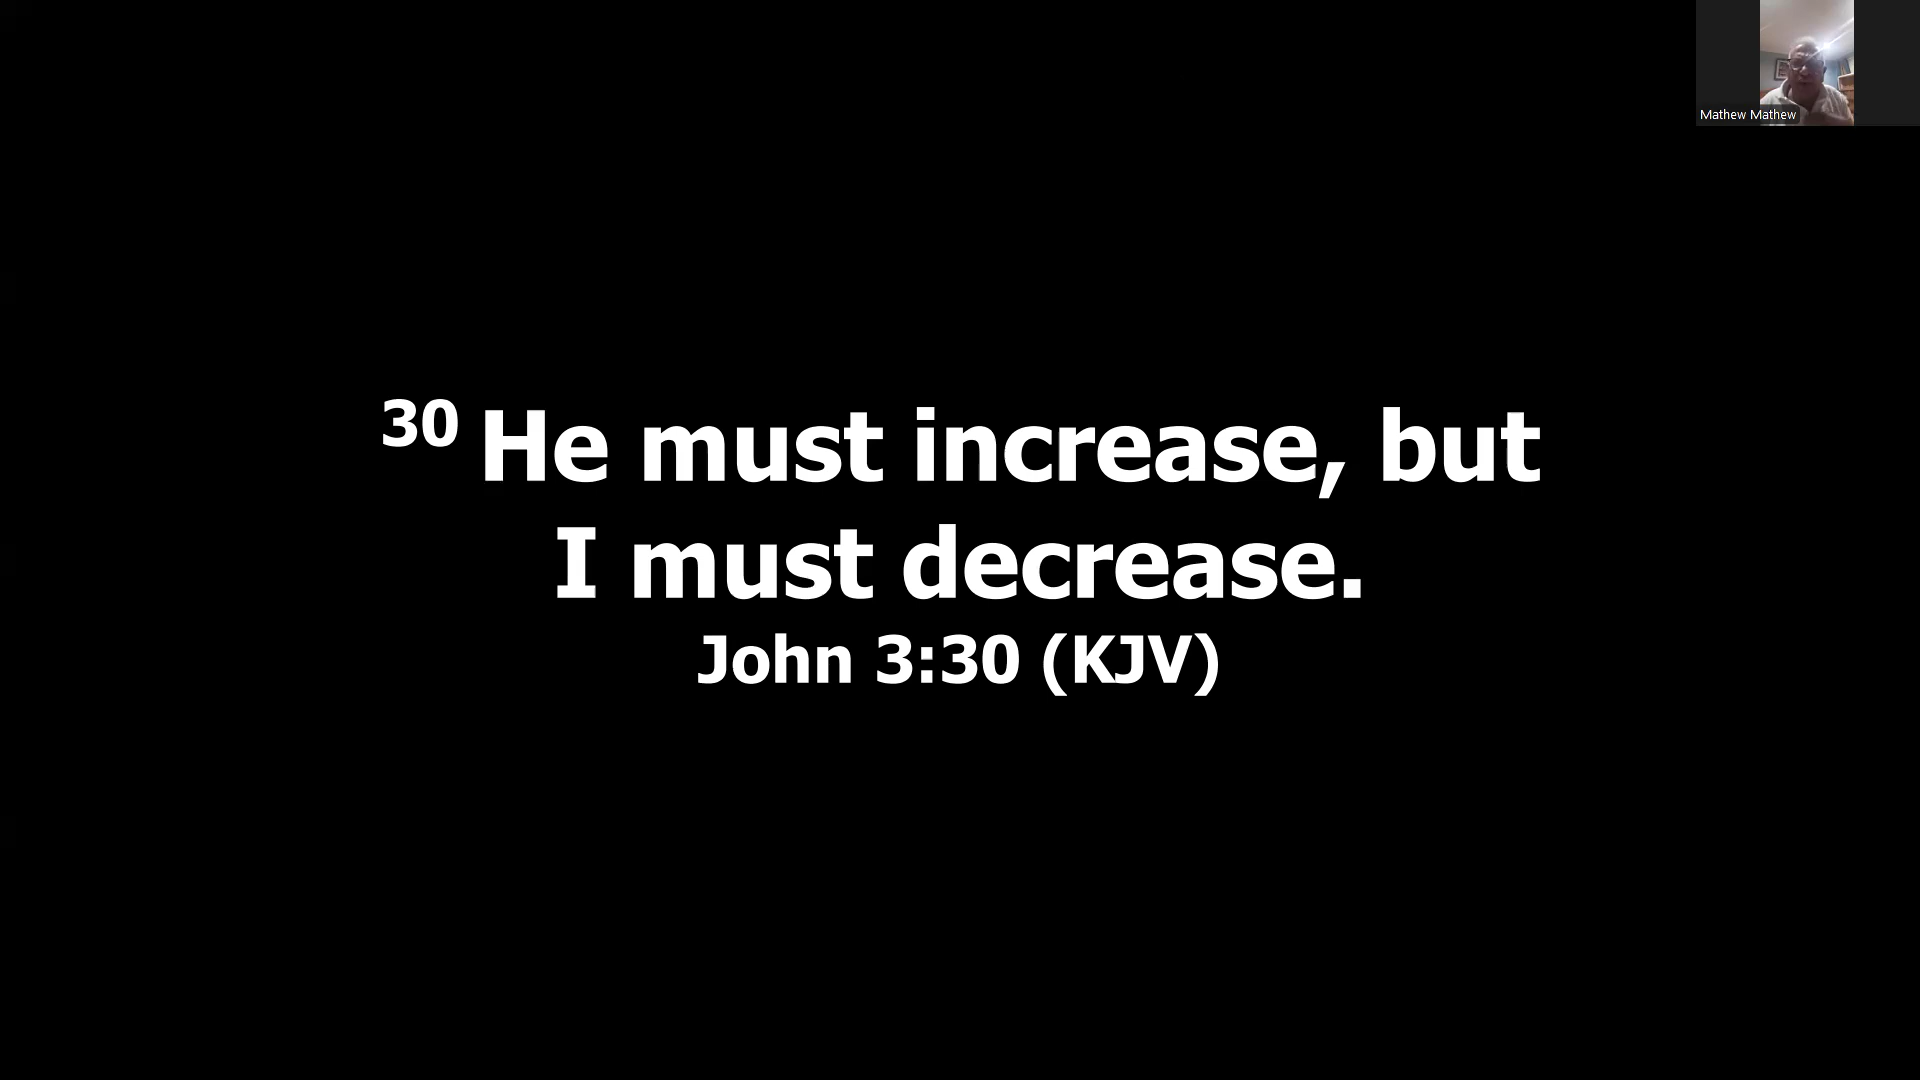 Mathew Mathew
30 He must increase, but
I must decrease.
John 3:30 (KJV)